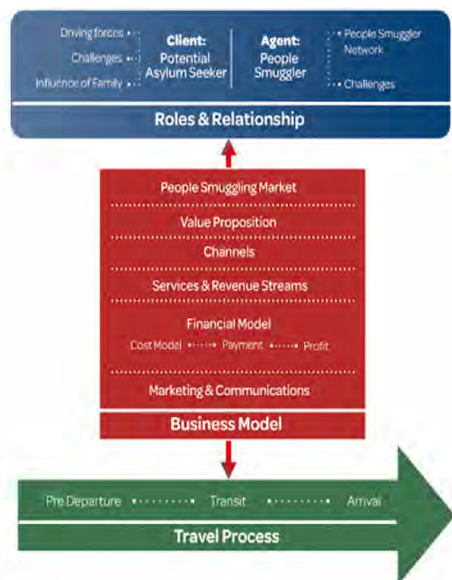 Driving forces
Challenges
Influence of Family
Client:
Potential
Asylum Seeker
Agent:
People
Smuggler
People Smuggler
Network
Challenges
Roles & Relationship
People Smuggling Market
Value Proposition
Channels
Services & Revenue Streams
Financial Model
Cost Model Payment Profit
Marketing & Communications
Business Model
Pre Departure Transit Arrival
Travel Process